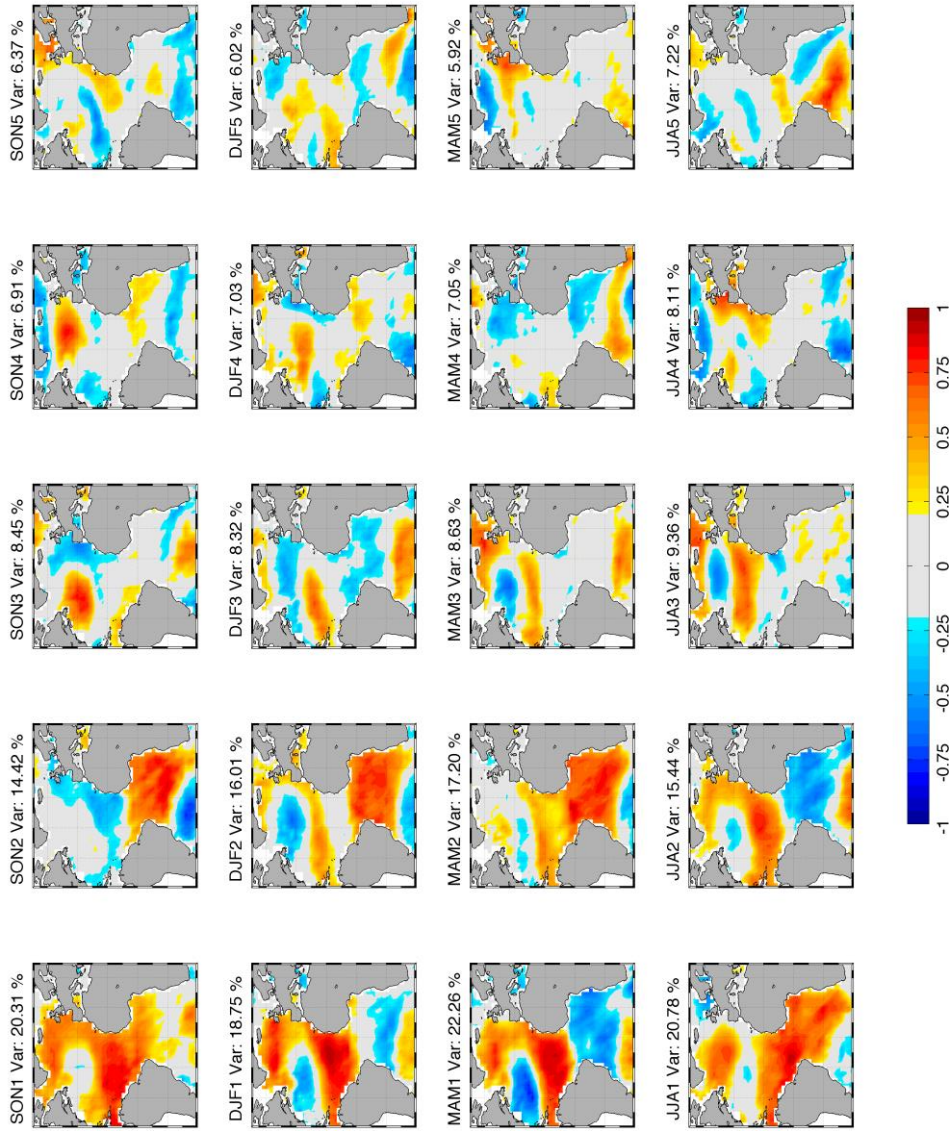 SON1 Var: 20.31 %
SON2 Var: 14.42 %
SON3 Var: 8.45 %
SON4 Var: 6.91 %
SON5 Var: 6.37 %
DJF1 Var: 18.75 %
DJF2 Var: 16.01 %
DJF3 Var: 8.32 %
DJF4 Var: 7.03 %
DJF5 Var: 6.02 %
MAM1 Var: 22.26 %
MAM2 Var: 17.20 %
MAM3 Var: 8.63 %
MAM4 Var: 7.05 %
MAM5 Var: 5.92 %
JJA1 Var: 20.78 %
JJA2 Var: 15.44 %
JJA3 Var: 9.36 %
JJA4 Var: 8.11 %
JJA5 Var: 7.22 %
-1 -0.75 -0.5 -0.25 0 0.25 0.5 0.75 1